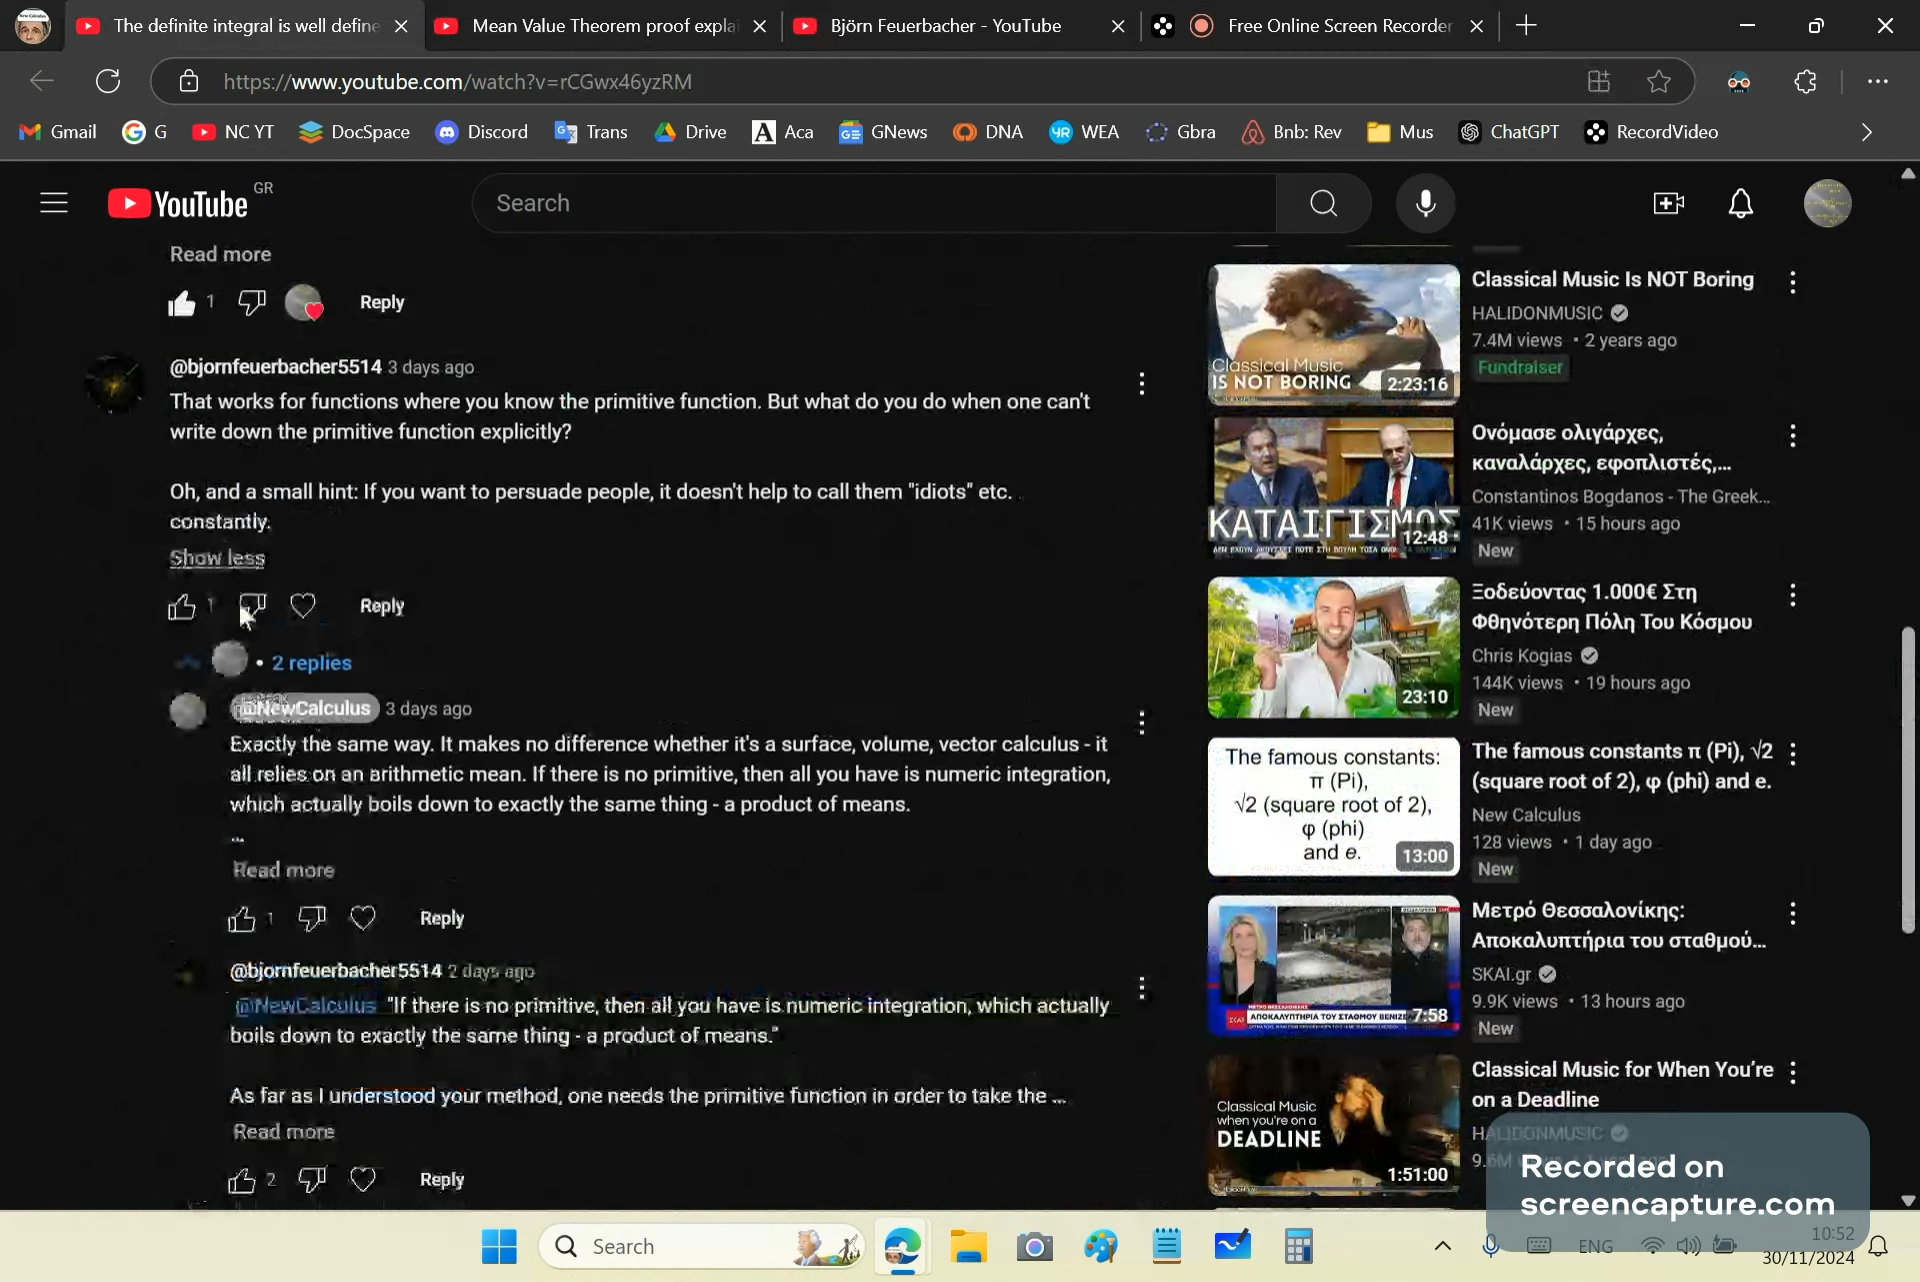 The definite integral is well define
Mean Value Theorem proof expla
Björn Feuerbacher - YouTube
Free Online Screen Recorder
https://www.youtube.com/watch?v=rCGwx46yzRM
Gmail
G
NC YT
DocSpace
Discord
Trans
Drive
Aca
GNews
DNA
WEA
Gbra
Bnb: Rev
Mus
ChatGPT
RecordVideo
YouTube GR
Search
Read more
1
Reply
@bjornfeuerbacher5514 3 days ago
That works for functions where you know the primitive function. But what do you do when one can't
write down the primitive function explicitly?
Oh, and a small hint: If you want to persuade people, it doesn't help to call them "idiots" etc.
constantly.
Show less
1
Reply
• 2 replies
@NewCalculus 3 days ago
Exactly the same way. It makes no difference whether it's a surface, volume, vector calculus - it
all relies on an arithmetic mean. If there is no primitive, then all you have is numeric integration,
which actually boils down to exactly the same thing - a product of means.
...
Read more
1
Reply
@bjornfeuerbacher5514 2 days ago
@NewCalculus "If there is no primitive, then all you have is numeric integration, which actually
boils down to exactly the same thing - a product of means."
As far as I understood your method, one needs the primitive function in order to take the ...
Read more
2
Reply
Classical Music
IS NOT BORING
2:23:16
Classical Music Is NOT Boring
HALIDONMUSIC
7.4M views • 2 years ago
Fundraiser
ΚΑΤΑΙΓΙΣΜΟΣ
12:48
Ονόμασε ολιγάρχες,
καναλάρχες, εφοπλιστές,...
Constantinos Bogdanos - The Greek...
41K views • 15 hours ago
New
23:10
Ξοδεύοντας 1.000€ Στη
Φθηνότερη Πόλη Του Κόσμου
Chris Kogias
144K views • 19 hours ago
New
The famous constants:
π (Pi),
√2 (square root of 2),
φ (phi)
and e.
13:00
The famous constants π (Pi), √2
(square root of 2), φ (phi) and e.
New Calculus
128 views • 1 day ago
New
ΑΠΟΚΑΛΥΠΤΗΡΙΑ ΤΟΥ ΣΤΑΘΜΟΥ ΒΕΝΙΖΕ
7:58
Μετρό Θεσσαλονίκης:
Αποκαλυπτήρια του σταθμού...
SKAI.gr
9.9K views • 13 hours ago
New
Classical Music
when you're on a
DEADLINE
1:51:00
Classical Music for When You're
on a Deadline
HALIDONMUSIC
Recorded on
screencapture.com
Search
ENG
10:52
30/11/2024